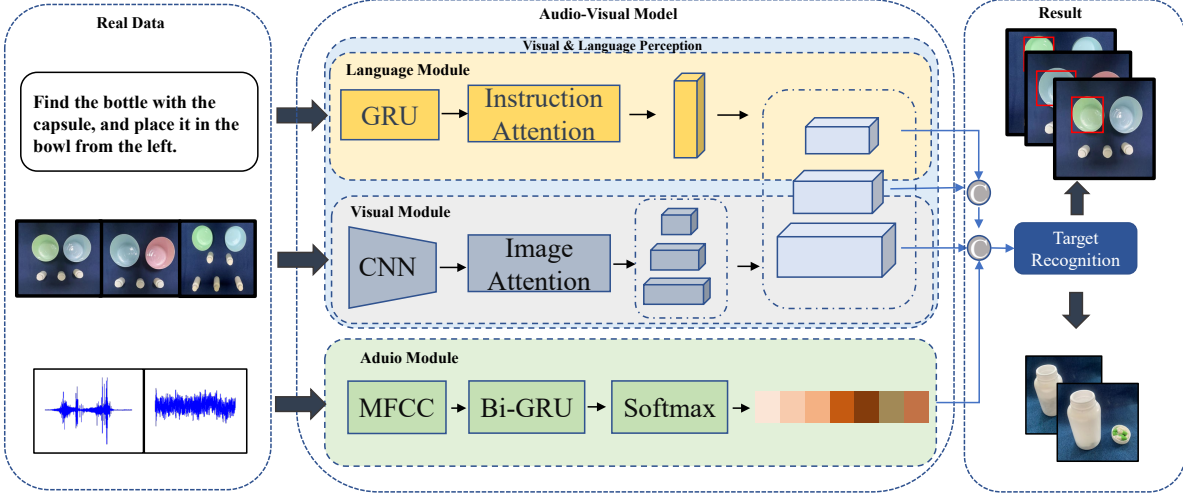 Real Data
Audio-Visual Model
Result
Visual & Language Perception
Language Module
Find the bottle with the
capsule, and place it in the
bowl from the left.
GRU
Instruction
Attention
Visual Module
CNN
Image
Attention
Target
Recognition
Aduio Module
MFCC
Bi-GRU
Softmax